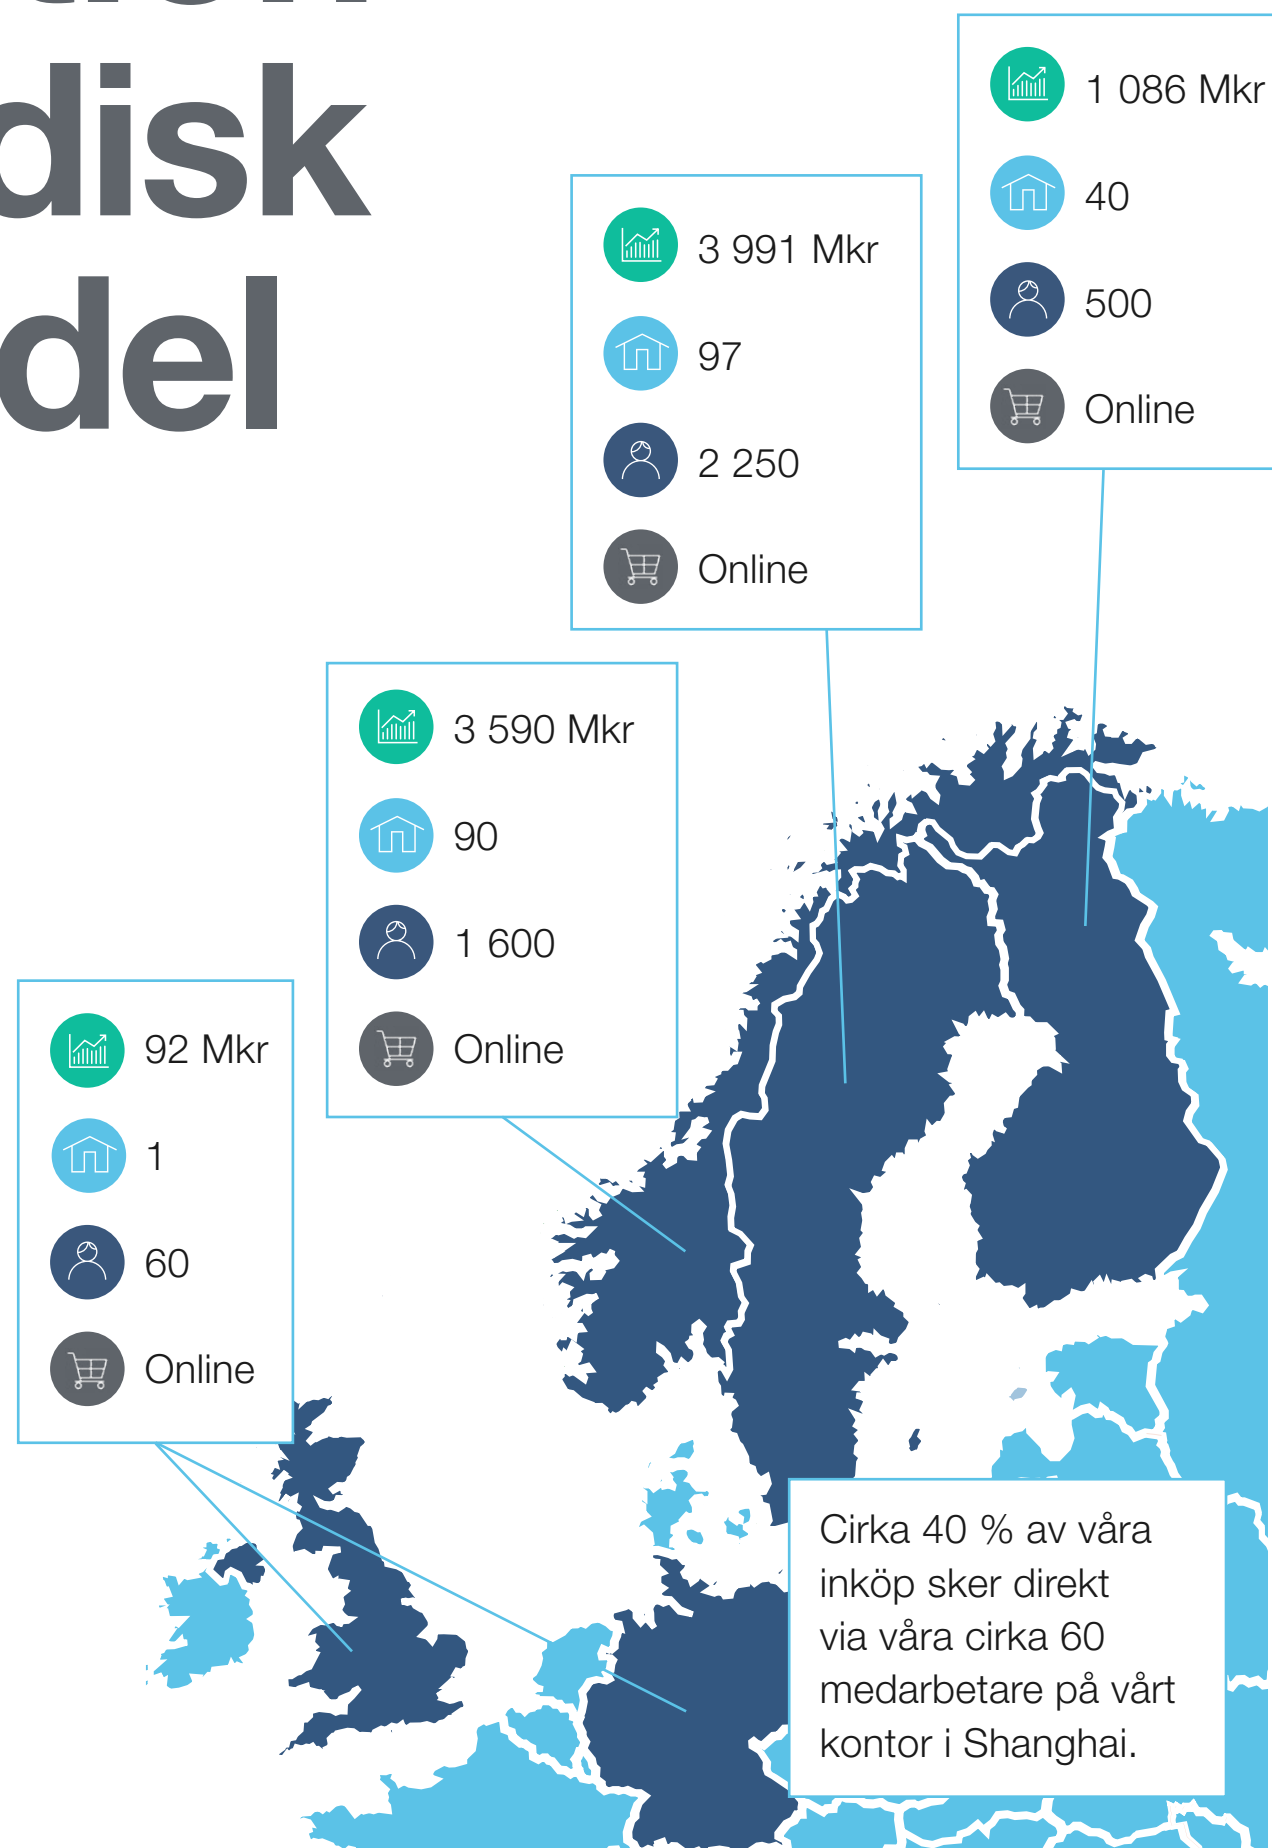 disk
del
1 086 Mkr
40
500
Online
3 991 Mkr
97
2 250
Online
3 590 Mkr
90
1 600
Online
92 Mkr
1
60
Online
Cirka 40 % av våra
inköp sker direkt
via våra cirka 60
medarbetare på vårt
kontor i Shanghai.